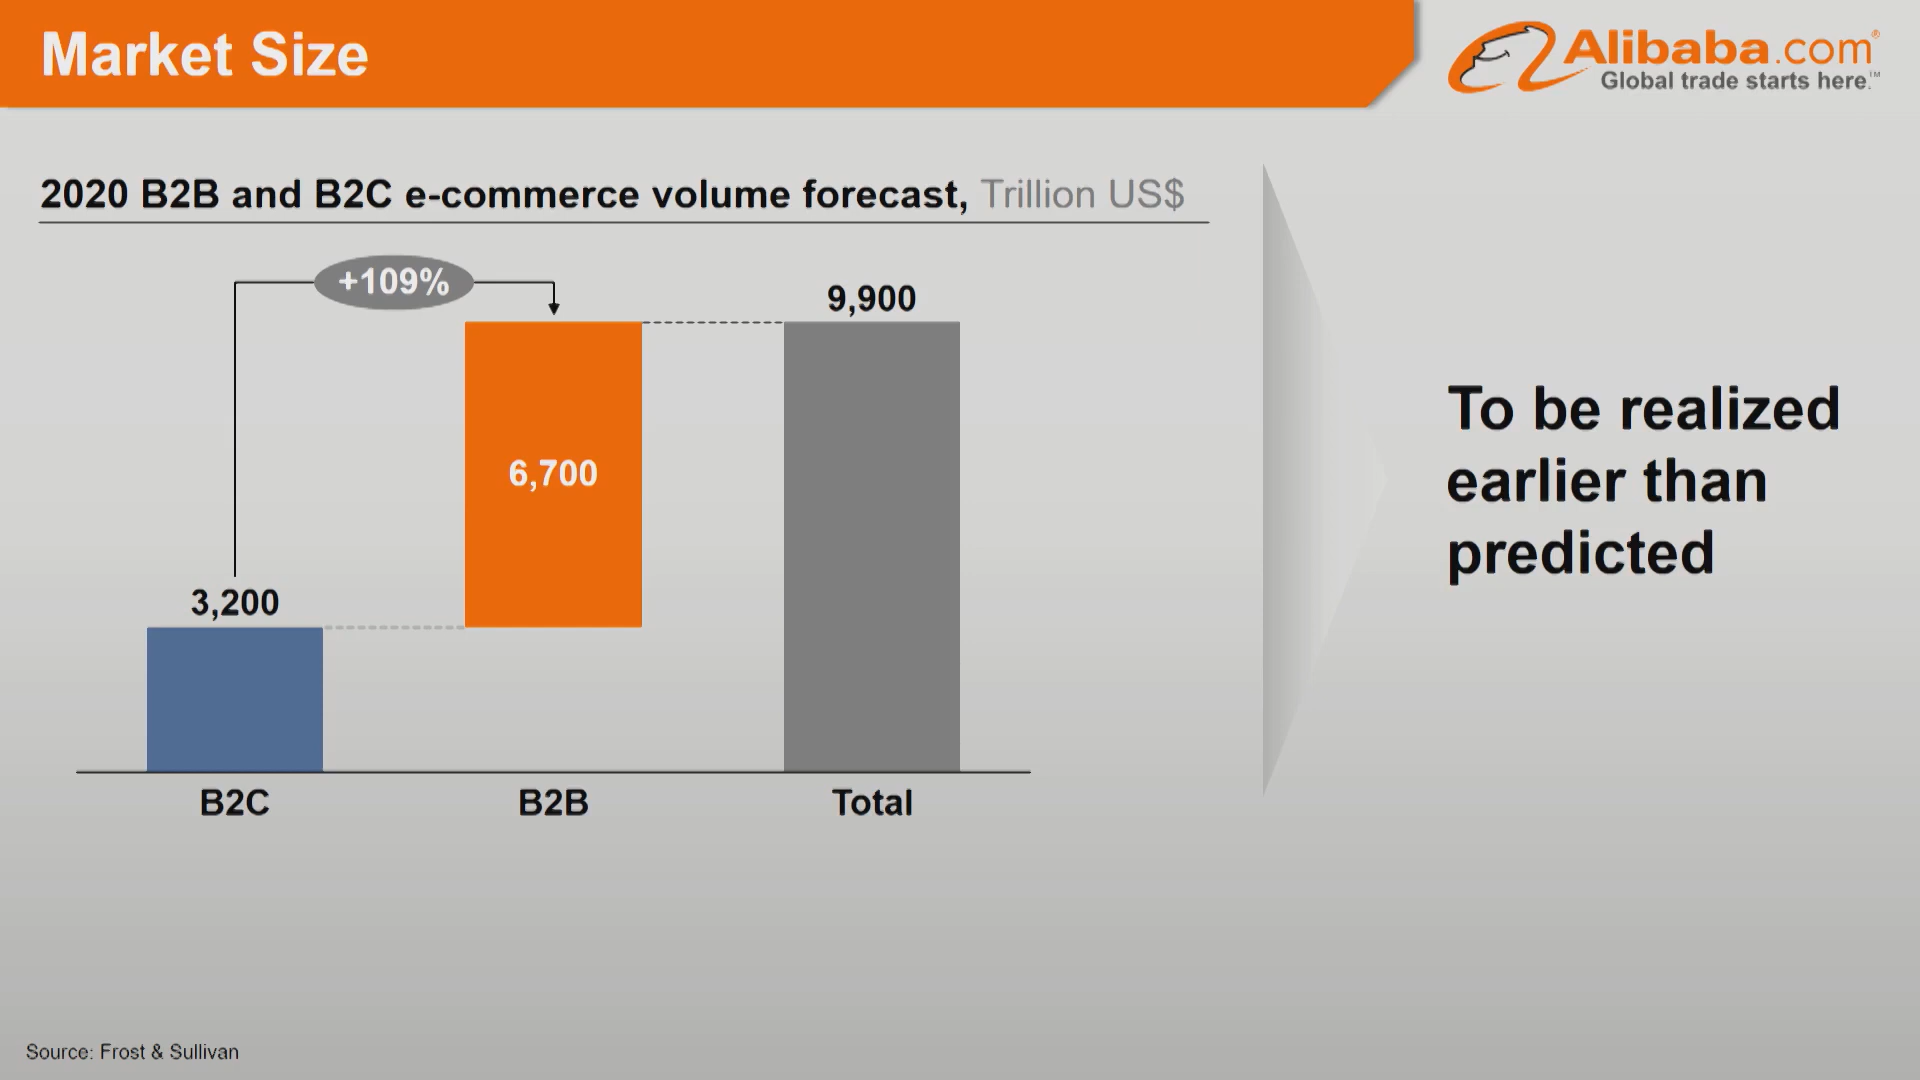 Market Size
Alibaba.com®
Global trade starts here.™
2020 B2B and B2C e-commerce volume forecast, Trillion US$
+109%
9,900
6,700
3,200
B2C
B2B
Total
To be realized
earlier than
predicted
Source: Frost & Sullivan